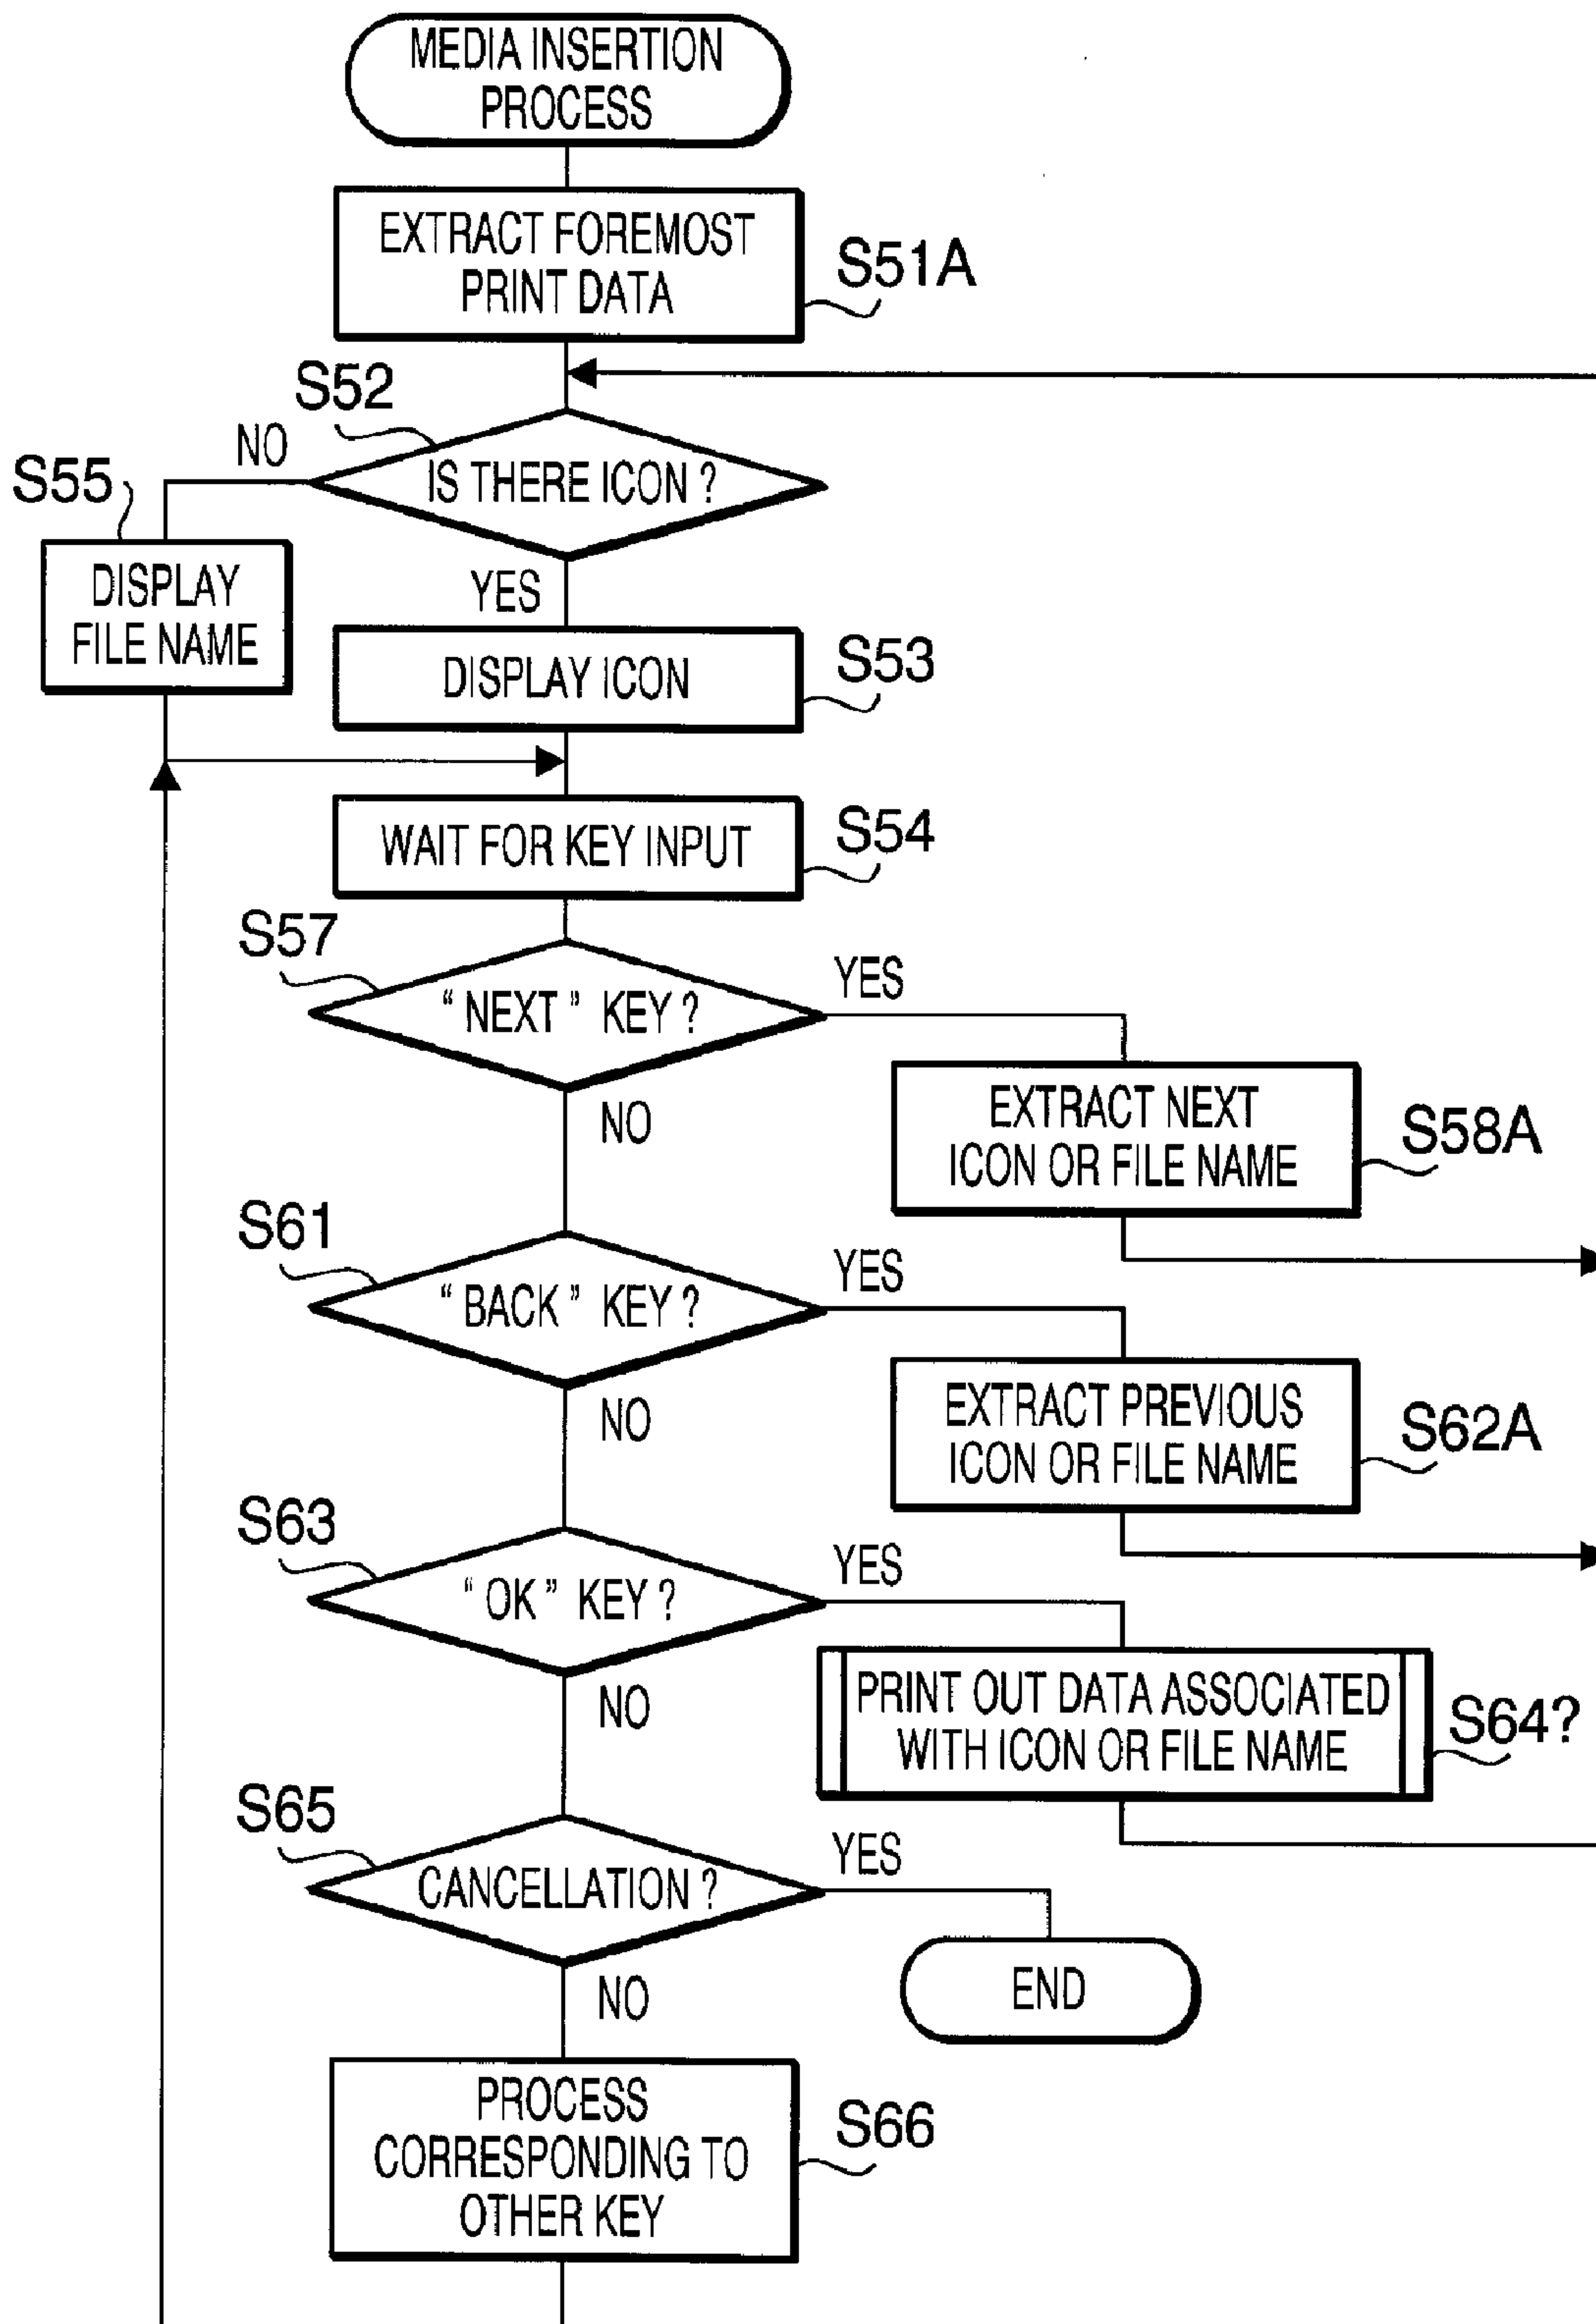 MEDIA INSERTION
PROCESS
EXTRACT FOREMOST
PRINT DATA
S51A
S52
NO
IS THERE ICON ?
S55
DISPLAY
FILE NAME
YES
DISPLAY ICON
S53
WAIT FOR KEY INPUT
S54
S57
“ NEXT ” KEY ?
YES
NO
EXTRACT NEXT
ICON OR FILE NAME
S58A
S61
“ BACK ” KEY ?
YES
NO
EXTRACT PREVIOUS
ICON OR FILE NAME
S62A
S63
“ OK ” KEY ?
YES
NO
PRINT OUT DATA ASSOCIATED
WITH ICON OR FILE NAME
S64?
S65
CANCELLATION ?
YES
NO
END
PROCESS
CORRESPONDING TO
OTHER KEY
S66